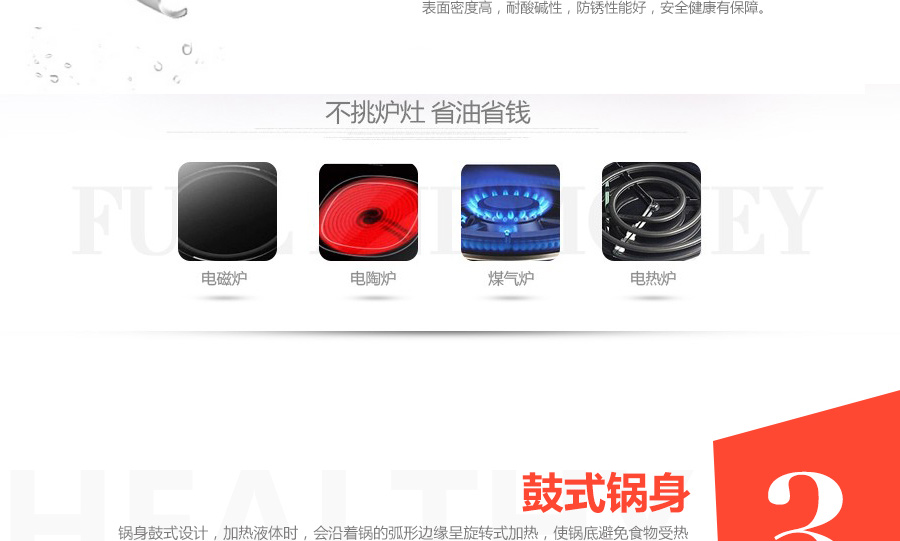 表面密度高，耐酸碱性，防锈性能好，安全健康有保障。
不挑炉灶 省油省钱
电磁炉 电陶炉 煤气炉 电热炉
鼓式锅身
3
锅身鼓式设计，加热液体时，会沿着锅的弧形边缘呈旋转式加热，使锅底避免食物受热